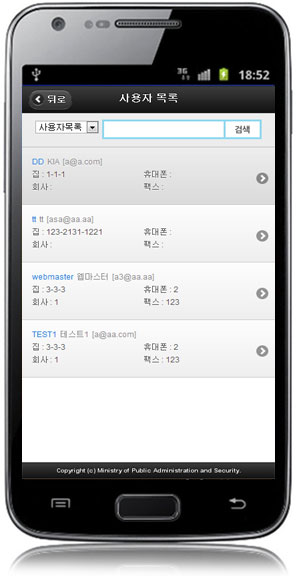 3G 18:52
뒤로 사용자 목록
사용자목록 검색
DD KIA [a@a.com]
집 : 1-1-1 휴대폰 :
회사 : 팩스 :
tt tt [asa@aa.aa]
집 : 123-2131-1221 휴대폰 :
회사 : 팩스 :
webmaster 웹마스터 [a3@aa.aa]
집 : 3-3-3 휴대폰 : 2
회사 : 1 팩스 : 123
TEST1 테스트1 [a@aa.com]
집 : 3-3-3 휴대폰 : 2
회사 : 1 팩스 : 123
Copyright (c) Ministry of Public Administration and Security.